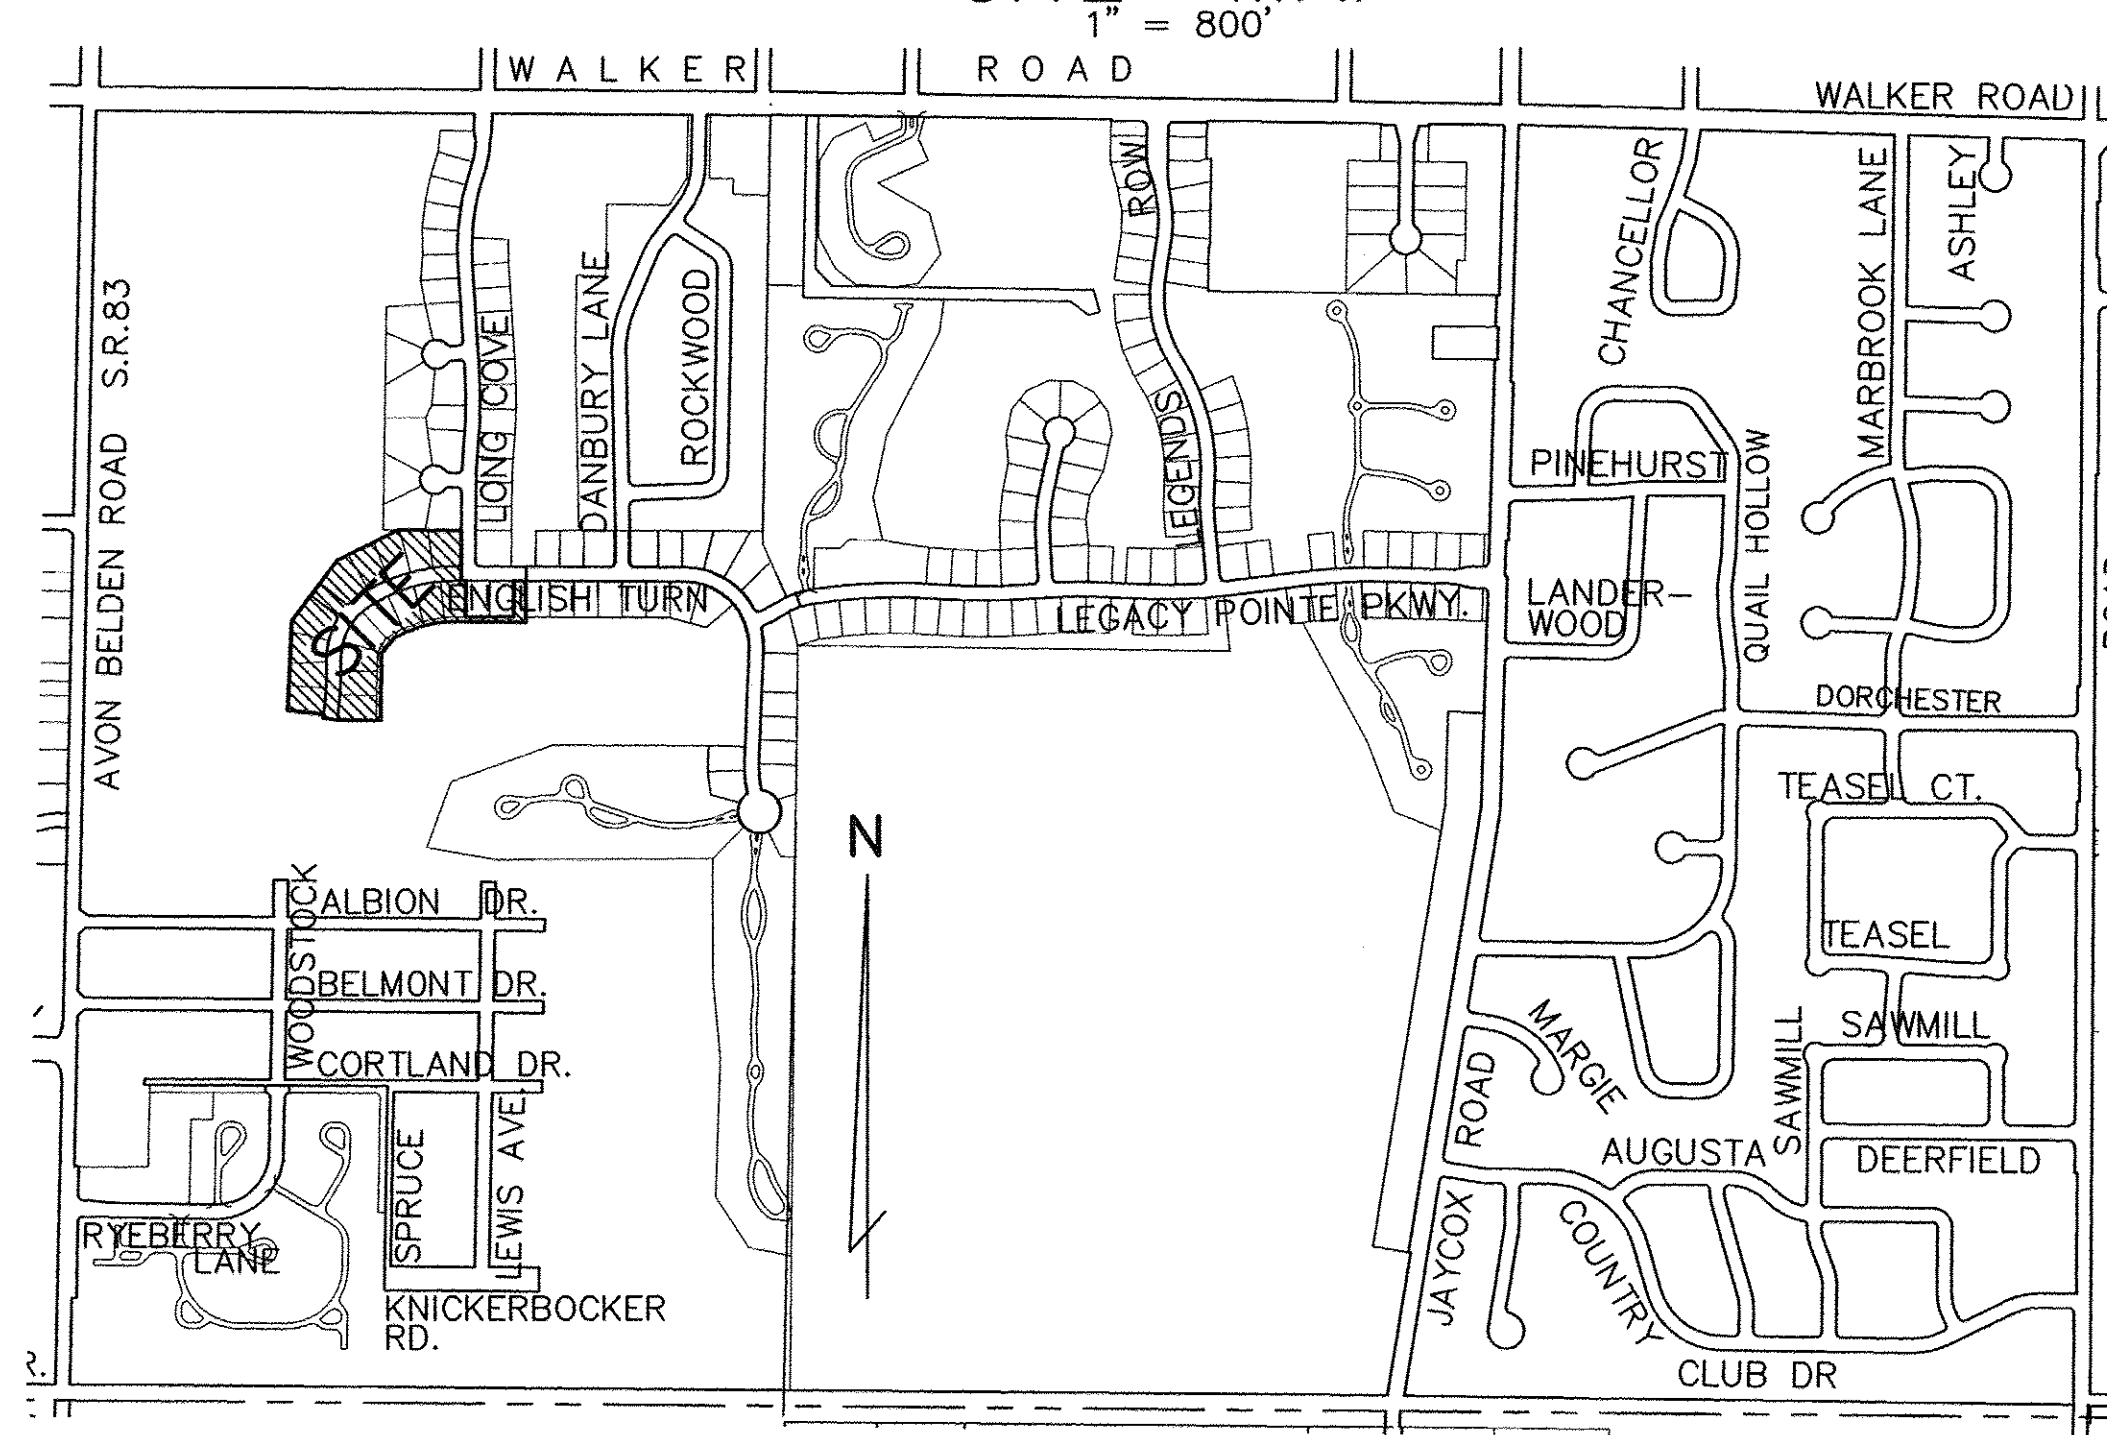 1" = 800'
WALKER ROAD
WALKER ROAD
AVON BELDEN ROAD S.R.83
LONG COVE
DANBURY LANE
ROCKWOOD
LEGENDS ROW
CHANCELLOR
MARBROOK LANE
ASHLEY
PINEHURST
QUAIL HOLLOW
SITE
ENGLISH TURN
LEGACY POINTE PKWY.
LANDER-
WOOD
DORCHESTER
TEASEL CT.
N
WOODSTOCK
ALBION DR.
BELMONT DR.
CORTLAND DR.
TEASEL
SAWMILL
SAWMILL
MARGIE
JAYCOX ROAD
AUGUSTA
DEERFIELD
SPRUCE
LEWIS AVE.
RYEBERRY
LANE
KNICKERBOCKER
RD.
COUNTRY
CLUB DR